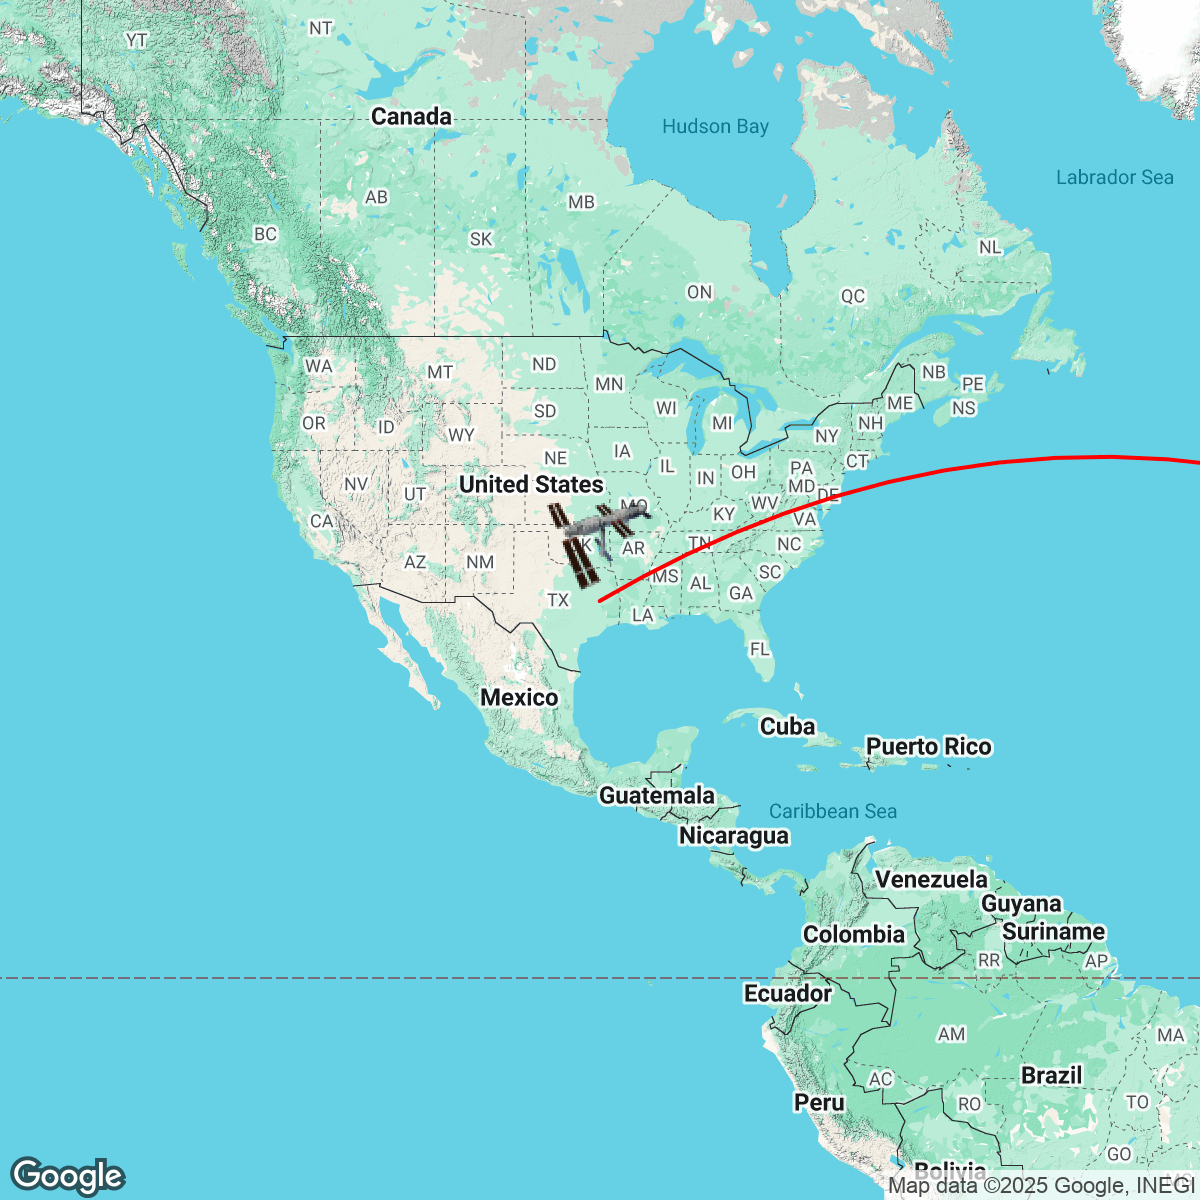 NT
YT
Canada
Hudson Bay
Labrador Sea
AB
MB
SK
BC
NL
ON
QC
WA
MT
ND
MN
NB
PE
NS
ME
OR
ID
SD
WI
MI
NH
NY
WY
IA
NE
IL
IN
OH
PA
CT
United States
NV
UT
MD
DE
MO
WV
KY
VA
CA
AZ
NM
AR
TN
NC
MS
AL
SC
GA
TX
LA
FL
Mexico
Cuba
Puerto Rico
Guatemala
Caribbean Sea
Nicaragua
Venezuela
Guyana
Colombia
Suriname
RR
AP
Ecuador
AM
MA
Brazil
AC
Peru
RO
TO
GO
Bolivia
Google
Map data ©2025 Google, INEGI